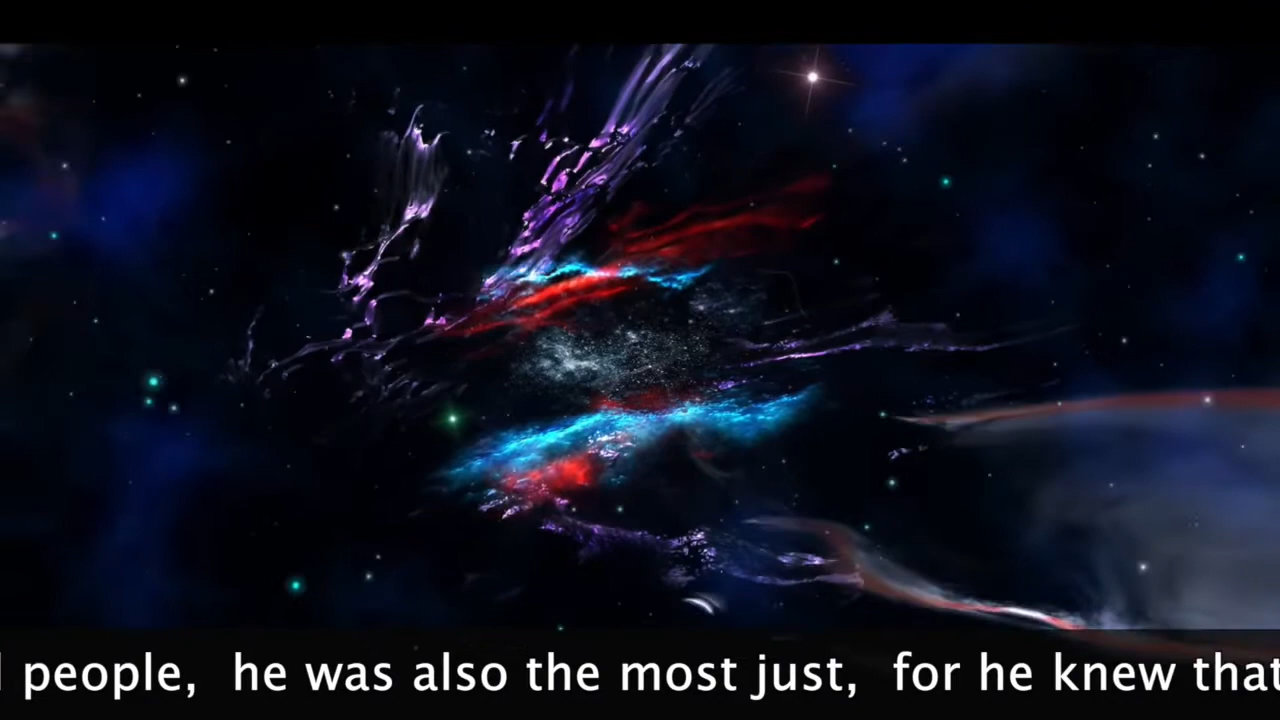 people, he was also the most just, for he knew that